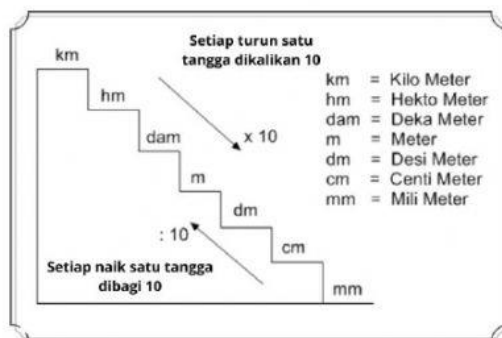 Setiap turun satu
tangga dikalikan 10
km
hm
dam
m
dm
cm
mm
x 10
: 10
Setiap naik satu tangga
dibagi 10
km = Kilo Meter
hm = Hekto Meter
dam = Deka Meter
m = Meter
dm = Desi Meter
cm = Centi Meter
mm = Mili Meter